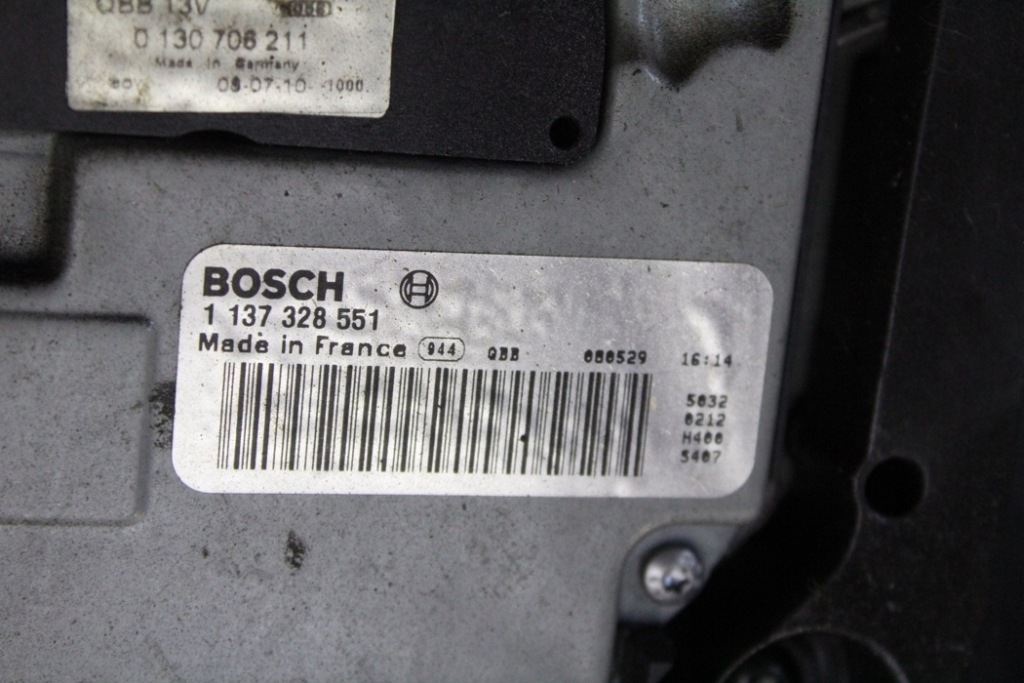 QBB 13V
0 130 706 211
Made in Germany
08-07-10 -1000.
BOSCH
1 137 328 551
Made in France 944 QBB 080529 16:14
5032
0212
H400
5407